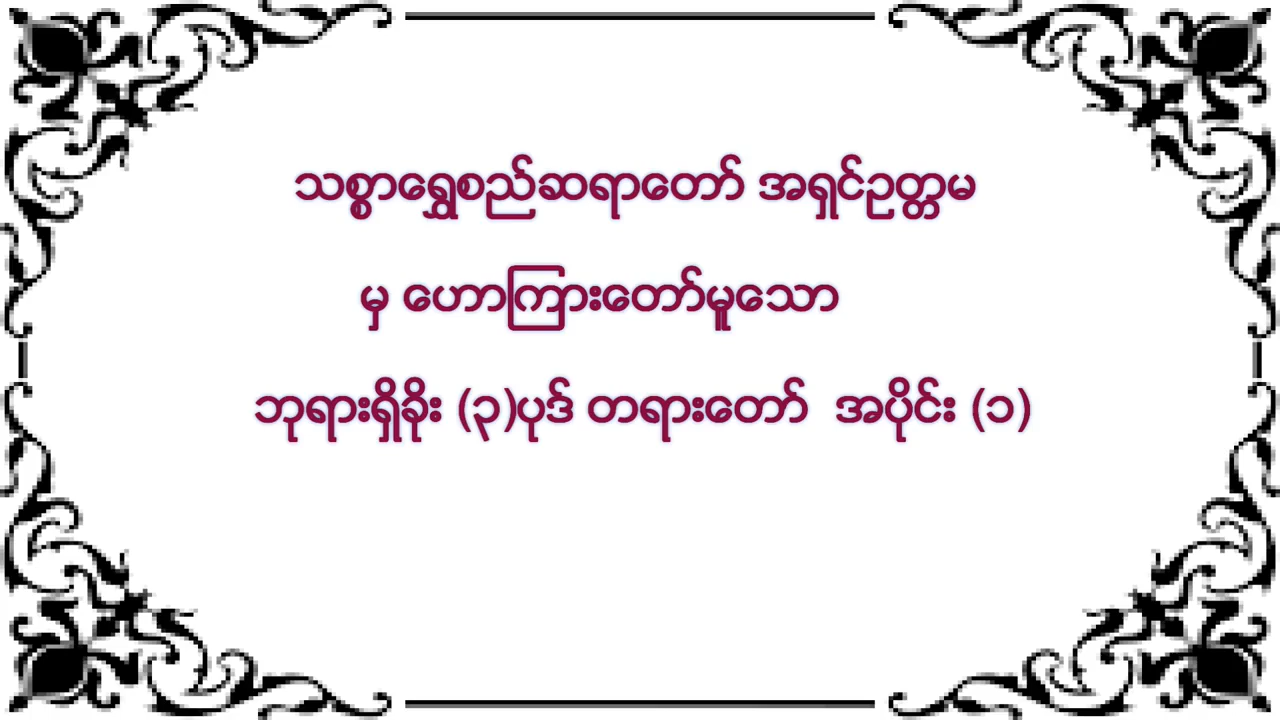 သစ္စာရွှေစည်ဆရာတော် အရှင်ဥတ္တမ
မှ ဟောကြားတော်မူသော
ဘုရားရှိခိုး (၃)ပုဒ် တရားတော် အပိုင်း (၁)